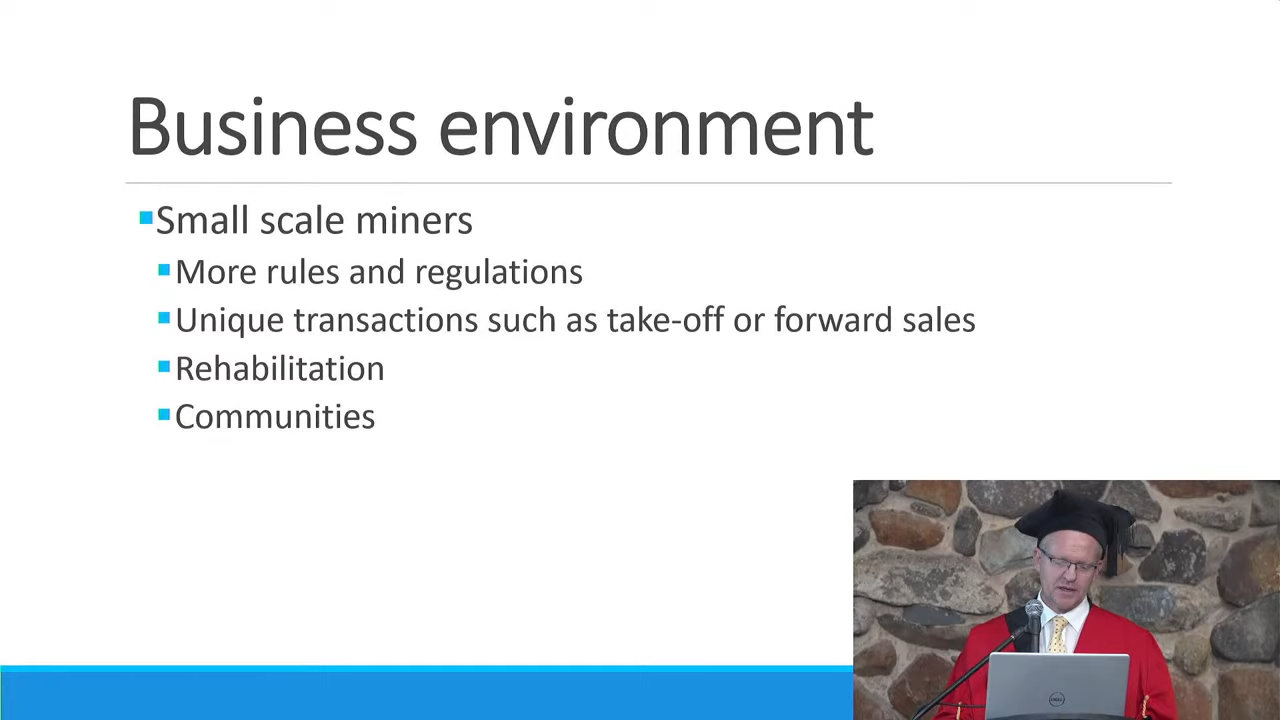 Business environment
Small scale miners
More rules and regulations
Unique transactions such as take-off or forward sales
Rehabilitation
Communities
DELL